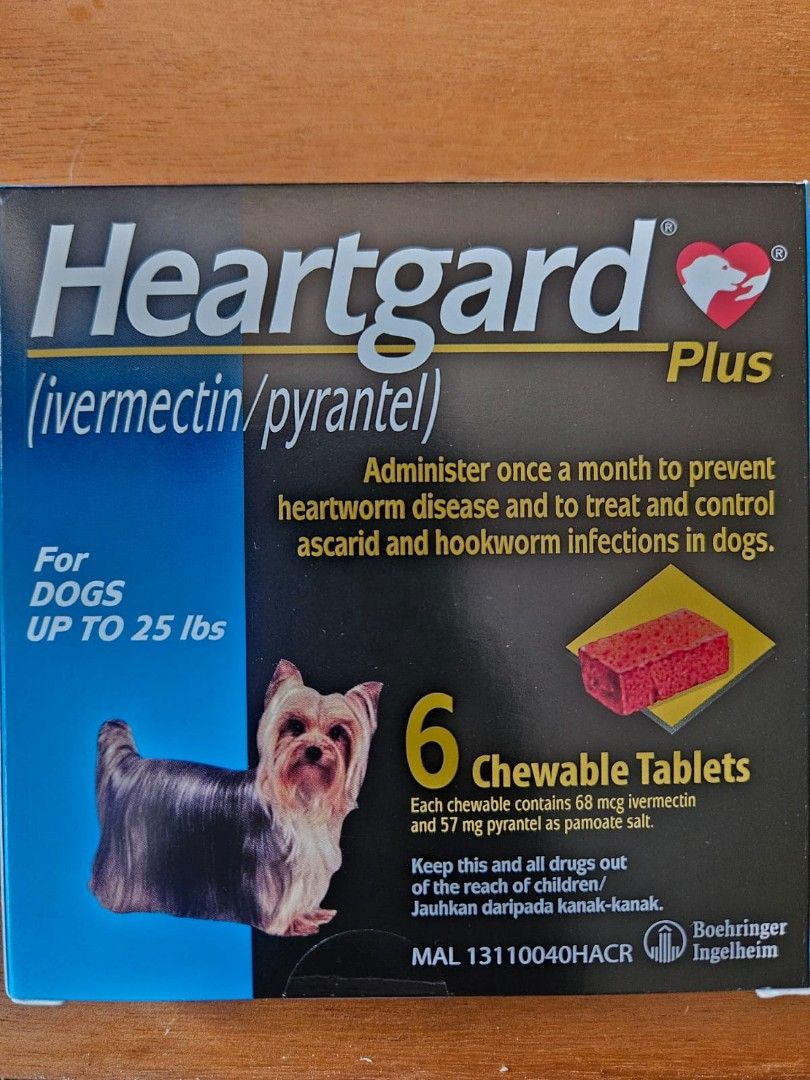 Heartgard®
®
Plus
(ivermectin/pyrantel)
Administer once a month to prevent
heartworm disease and to treat and control
ascarid and hookworm infections in dogs.
For
DOGS
UP TO 25 lbs
6 Chewable Tablets
Each chewable contains 68 mcg ivermectin
and 57 mg pyrantel as pamoate salt.
Keep this and all drugs out
of the reach of children/
Jauhkan daripada kanak-kanak.
MAL 13110040HACR
Boehringer
Ingelheim